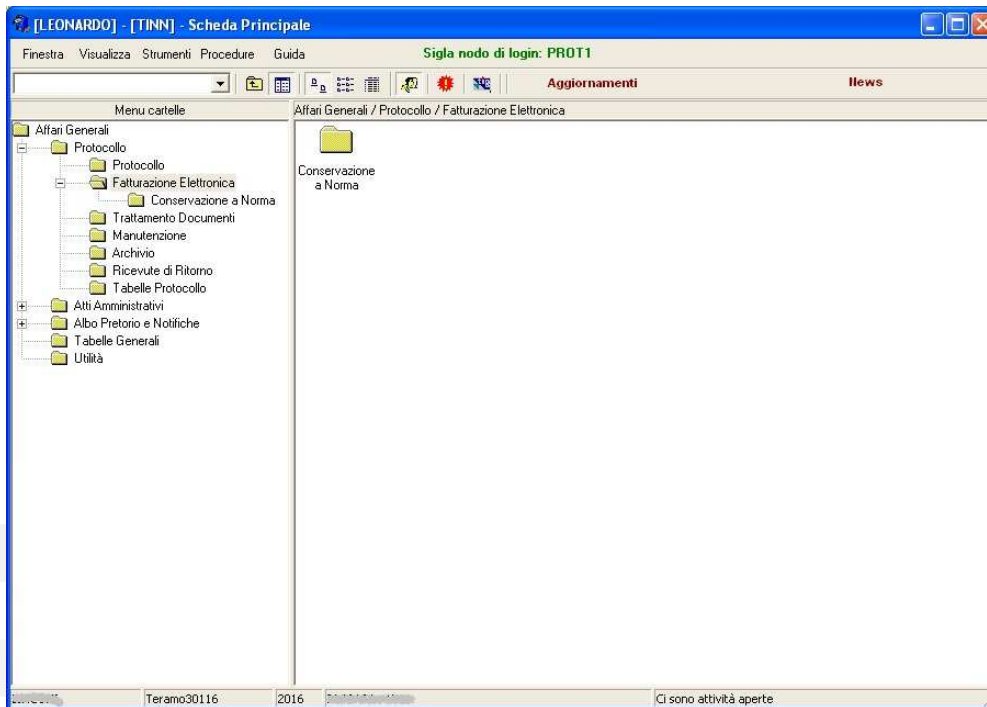 [LEONARDO] - [TINN] - Scheda Principale
Finestra Visualizza Strumenti Procedure Guida Sigla nodo di login: PROT1
Aggiornamenti News
Menu cartelle
Affari Generali / Protocollo / Fatturazione Elettronica
Affari Generali
Protocollo
Protocollo
Fatturazione Elettronica
Conservazione a Norma
Trattamento Documenti
Manutenzione
Archivio
Ricevute di Ritorno
Tabelle Protocollo
Atti Amministrativi
Albo Pretorio e Notifiche
Tabelle Generali
Utilità
Conservazione
a Norma
Teramo30116 2016 Ci sono attività aperte